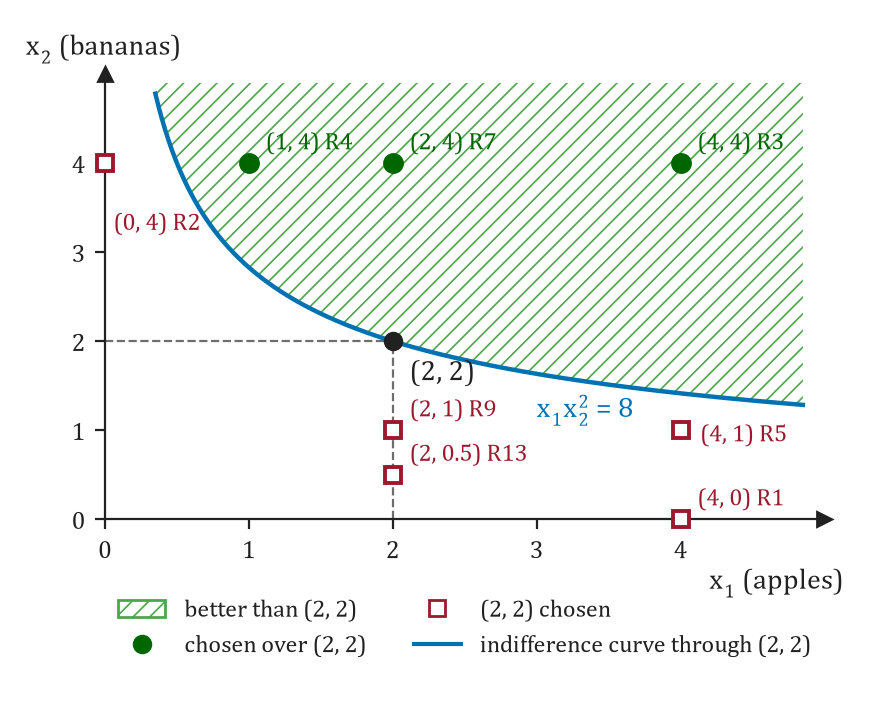 x₂ (bananas)
(1, 4) R4
(2, 4) R7
(4, 4) R3
4
(0, 4) R2
3
2
(2, 2)
(2, 1) R9
x₁x₂² = 8
1
(4, 1) R5
(2, 0.5) R13
(4, 0) R1
0
0 1 2 3 4
x₁ (apples)
better than (2, 2)
(2, 2) chosen
chosen over (2, 2)
indifference curve through (2, 2)